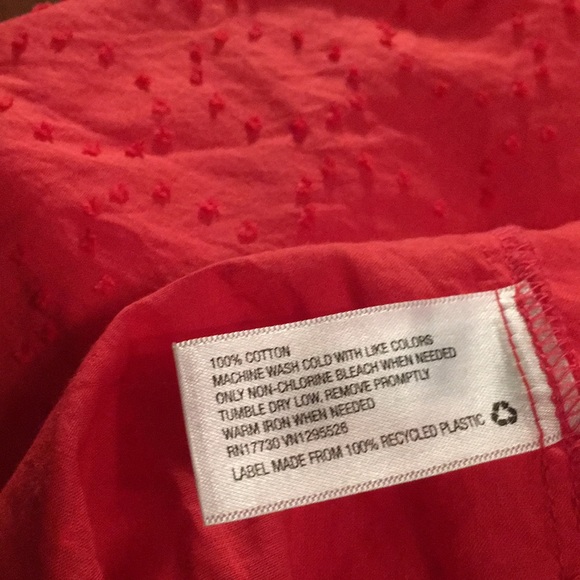 100% COTTON
MACHINE WASH COLD WITH LIKE COLORS
ONLY NON-CHLORINE BLEACH WHEN NEEDED
TUMBLE DRY LOW, REMOVE PROMPTLY
WARM IRON WHEN NEEDED
RN17730 VN1295528
LABEL MADE FROM 100% RECYCLED PLASTIC